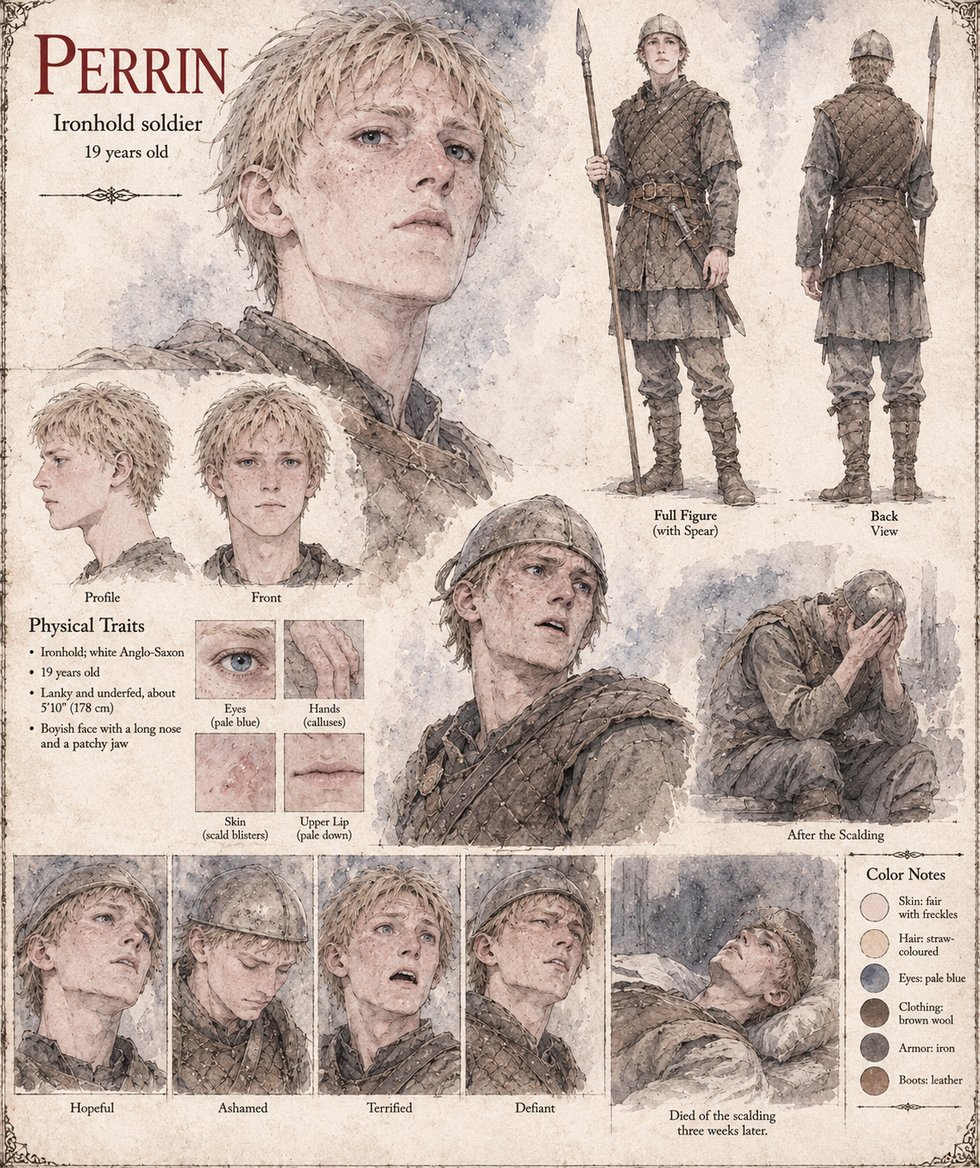 PERRIN
Ironhold soldier
19 years old
Full Figure
(with Spear)
Back
View
Profile
Front
Physical Traits
• Ironhold; white Anglo-Saxon
• 19 years old
• Lanky and underfed, about
5'10" (178 cm)
• Boyish face with a long nose
and a patchy jaw
Eyes
(pale blue)
Hands
(calluses)
Skin
(scald blisters)
Upper Lip
(pale down)
After the Scalding
Hopeful
Ashamed
Terrified
Defiant
Died of the scalding
three weeks later.
Color Notes
Skin: fair
with freckles
Hair: straw-
coloured
Eyes: pale blue
Clothing:
brown wool
Armor: iron
Boots: leather